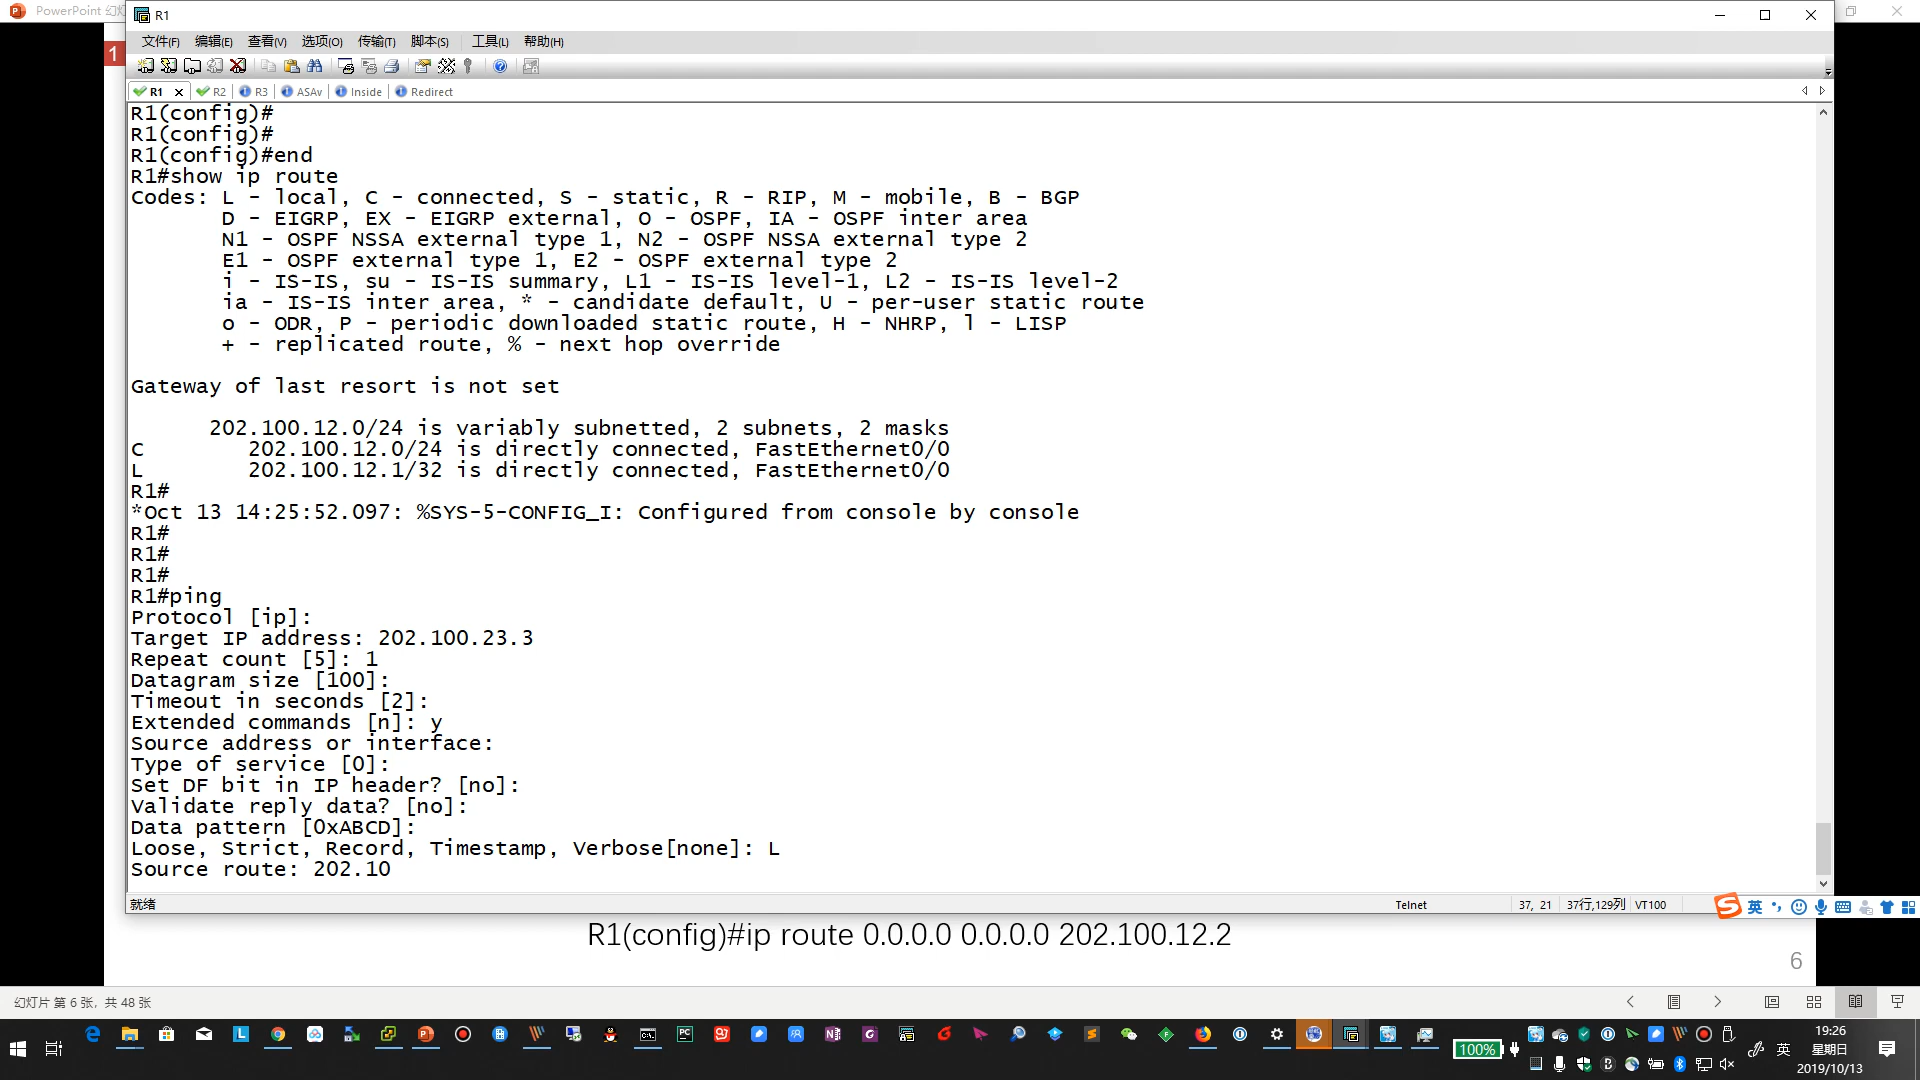 PowerPoint 幻灯
R1
文件(F) 编辑(E) 查看(V) 选项(O) 传输(T) 脚本(S) 工具(L) 帮助(H)
1
R1 R2 R3 ASAv Inside Redirect
R1(config)#
R1(config)#
R1(config)#end
R1#show ip route
Codes: L - local, C - connected, S - static, R - RIP, M - mobile, B - BGP
D - EIGRP, EX - EIGRP external, O - OSPF, IA - OSPF inter area
N1 - OSPF NSSA external type 1, N2 - OSPF NSSA external type 2
E1 - OSPF external type 1, E2 - OSPF external type 2
i - IS-IS, su - IS-IS summary, L1 - IS-IS level-1, L2 - IS-IS level-2
ia - IS-IS inter area, * - candidate default, U - per-user static route
o - ODR, P - periodic downloaded static route, H - NHRP, l - LISP
+ - replicated route, % - next hop override
Gateway of last resort is not set
202.100.12.0/24 is variably subnetted, 2 subnets, 2 masks
C 202.100.12.0/24 is directly connected, FastEthernet0/0
L 202.100.12.1/32 is directly connected, FastEthernet0/0
R1#
*Oct 13 14:25:52.097: %SYS-5-CONFIG_I: Configured from console by console
R1#
R1#
R1#
R1#ping
Protocol [ip]:
Target IP address: 202.100.23.3
Repeat count [5]: 1
Datagram size [100]:
Timeout in seconds [2]:
Extended commands [n]: y
Source address or interface:
Type of service [0]:
Set DF bit in IP header? [no]:
Validate reply data? [no]:
Data pattern [0xABCD]:
Loose, Strict, Record, Timestamp, Verbose[none]: L
Source route: 202.10
就绪 Telnet 37, 21 37行,129列 VT100 英
R1(config)#ip route 0.0.0.0 0.0.0.0 202.100.12.2
6
幻灯片 第 6 张，共 48 张
100% 英
19:26
星期日
2019/10/13